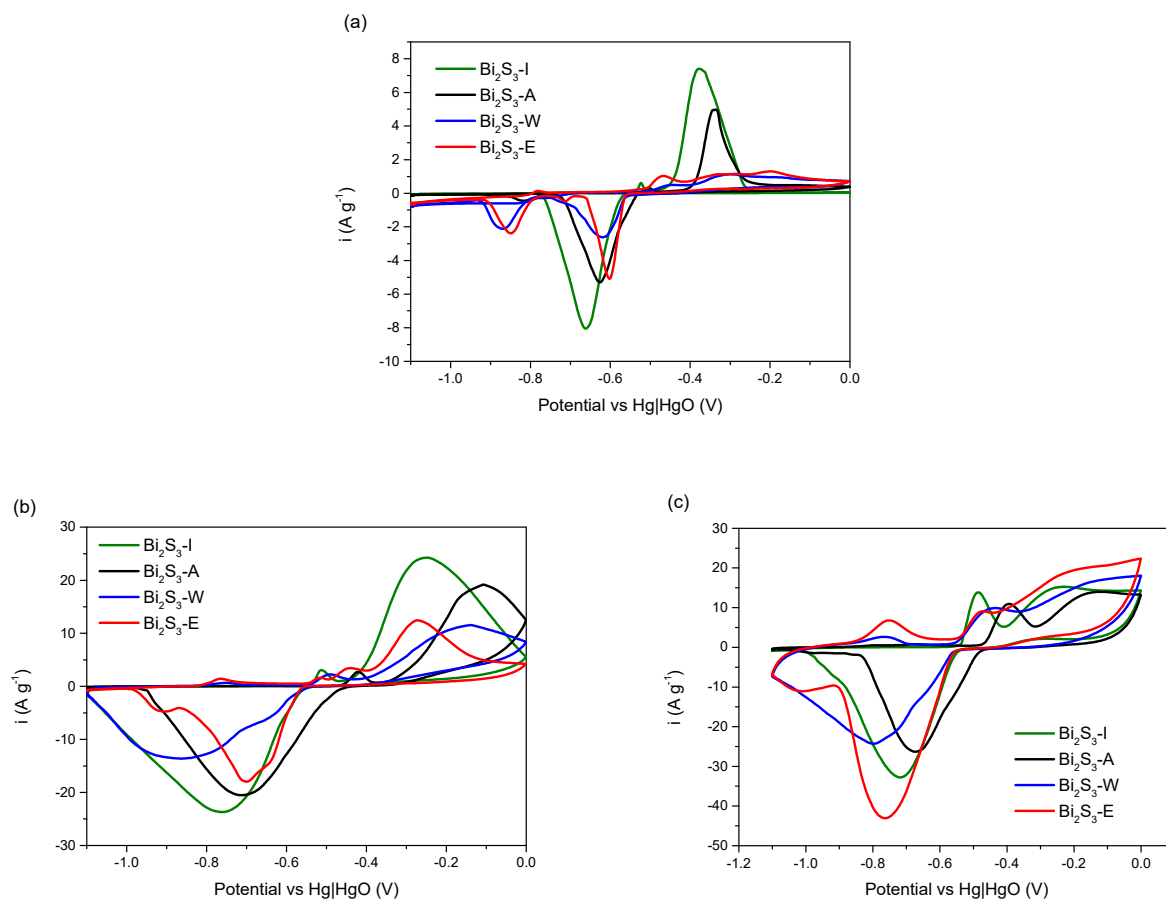 (a)
Bi₂S₃-I
Bi₂S₃-A
Bi₂S₃-W
Bi₂S₃-E
8
6
4
2
0
-2
-4
-6
-8
-10
i (A g⁻¹)
-1.0 -0.8 -0.6 -0.4 -0.2 0.0
Potential vs Hg|HgO (V)
(b)
Bi₂S₃-I
Bi₂S₃-A
Bi₂S₃-W
Bi₂S₃-E
30
20
10
0
-10
-20
-30
i (A g⁻¹)
-1.0 -0.8 -0.6 -0.4 -0.2 0.0
Potential vs Hg|HgO (V)
(c)
30
20
10
0
-10
-20
-30
-40
-50
i (A g⁻¹)
Bi₂S₃-I
Bi₂S₃-A
Bi₂S₃-W
Bi₂S₃-E
-1.2 -1.0 -0.8 -0.6 -0.4 -0.2 0.0
Potential vs Hg|HgO (V)